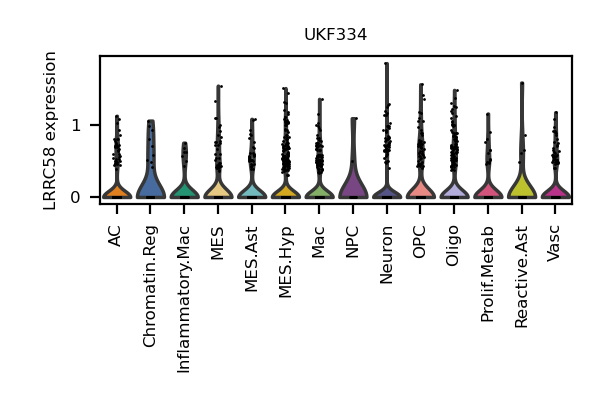 UKF334
LRRC58 expression
1
0
AC
Chromatin.Reg
Inflammatory.Mac
MES
MES.Ast
MES.Hyp
Mac
NPC
Neuron
OPC
Oligo
Prolif.Metab
Reactive.Ast
Vasc